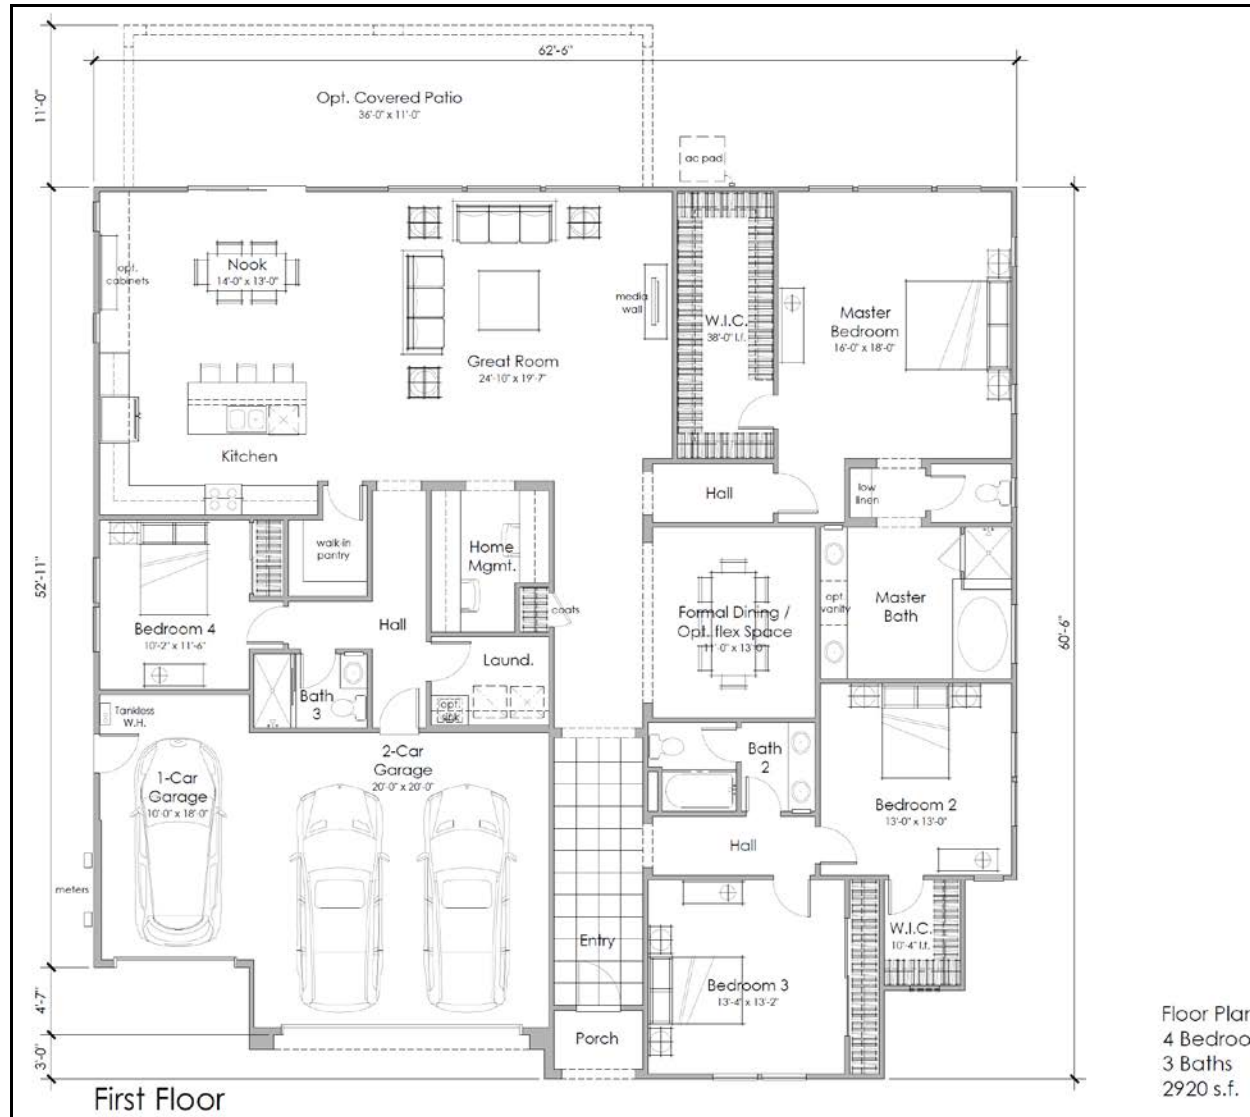 62'-6"
11'-0"
Opt. Covered Patio
36'-0" x 11'-0"
ac pad
opt.
cabinets
Nook
14'-0" x 13'-0"
media
wall
W.I.C.
38'-0" l.f.
Master
Bedroom
16'-0" x 18'-0"
Great Room
24'-10" x 19'-7"
Kitchen
Hall
low
linen
walk-in
pantry
Home
Mgmt.
52'-11"
coats
Formal Dining /
Opt. flex Space
11'-0" x 13'-0"
opt.
vanity
Master
Bath
60'-6"
Bedroom 4
10'-2" x 11'-6"
Hall
Laund.
Bath
3
opt.
sink
Tankless
W.H.
2-Car
Garage
20'-0" x 20'-0"
1-Car
Garage
10'-0" x 18'-0"
Bath
2
Bedroom 2
13'-0" x 13'-0"
Hall
meters
Entry
W.I.C.
10'-4" l.f.
Bedroom 3
13'-4" x 13'-2"
4'-7"
3'-0"
Porch
First Floor
Floor Plan
4 Bedroo
3 Baths
2920 s.f.